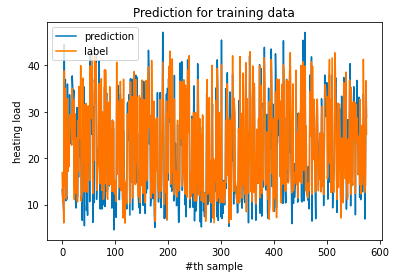 Prediction for training data
prediction
label
heating load
40
30
20
10
0
100
200
300
400
500
600
#th sample